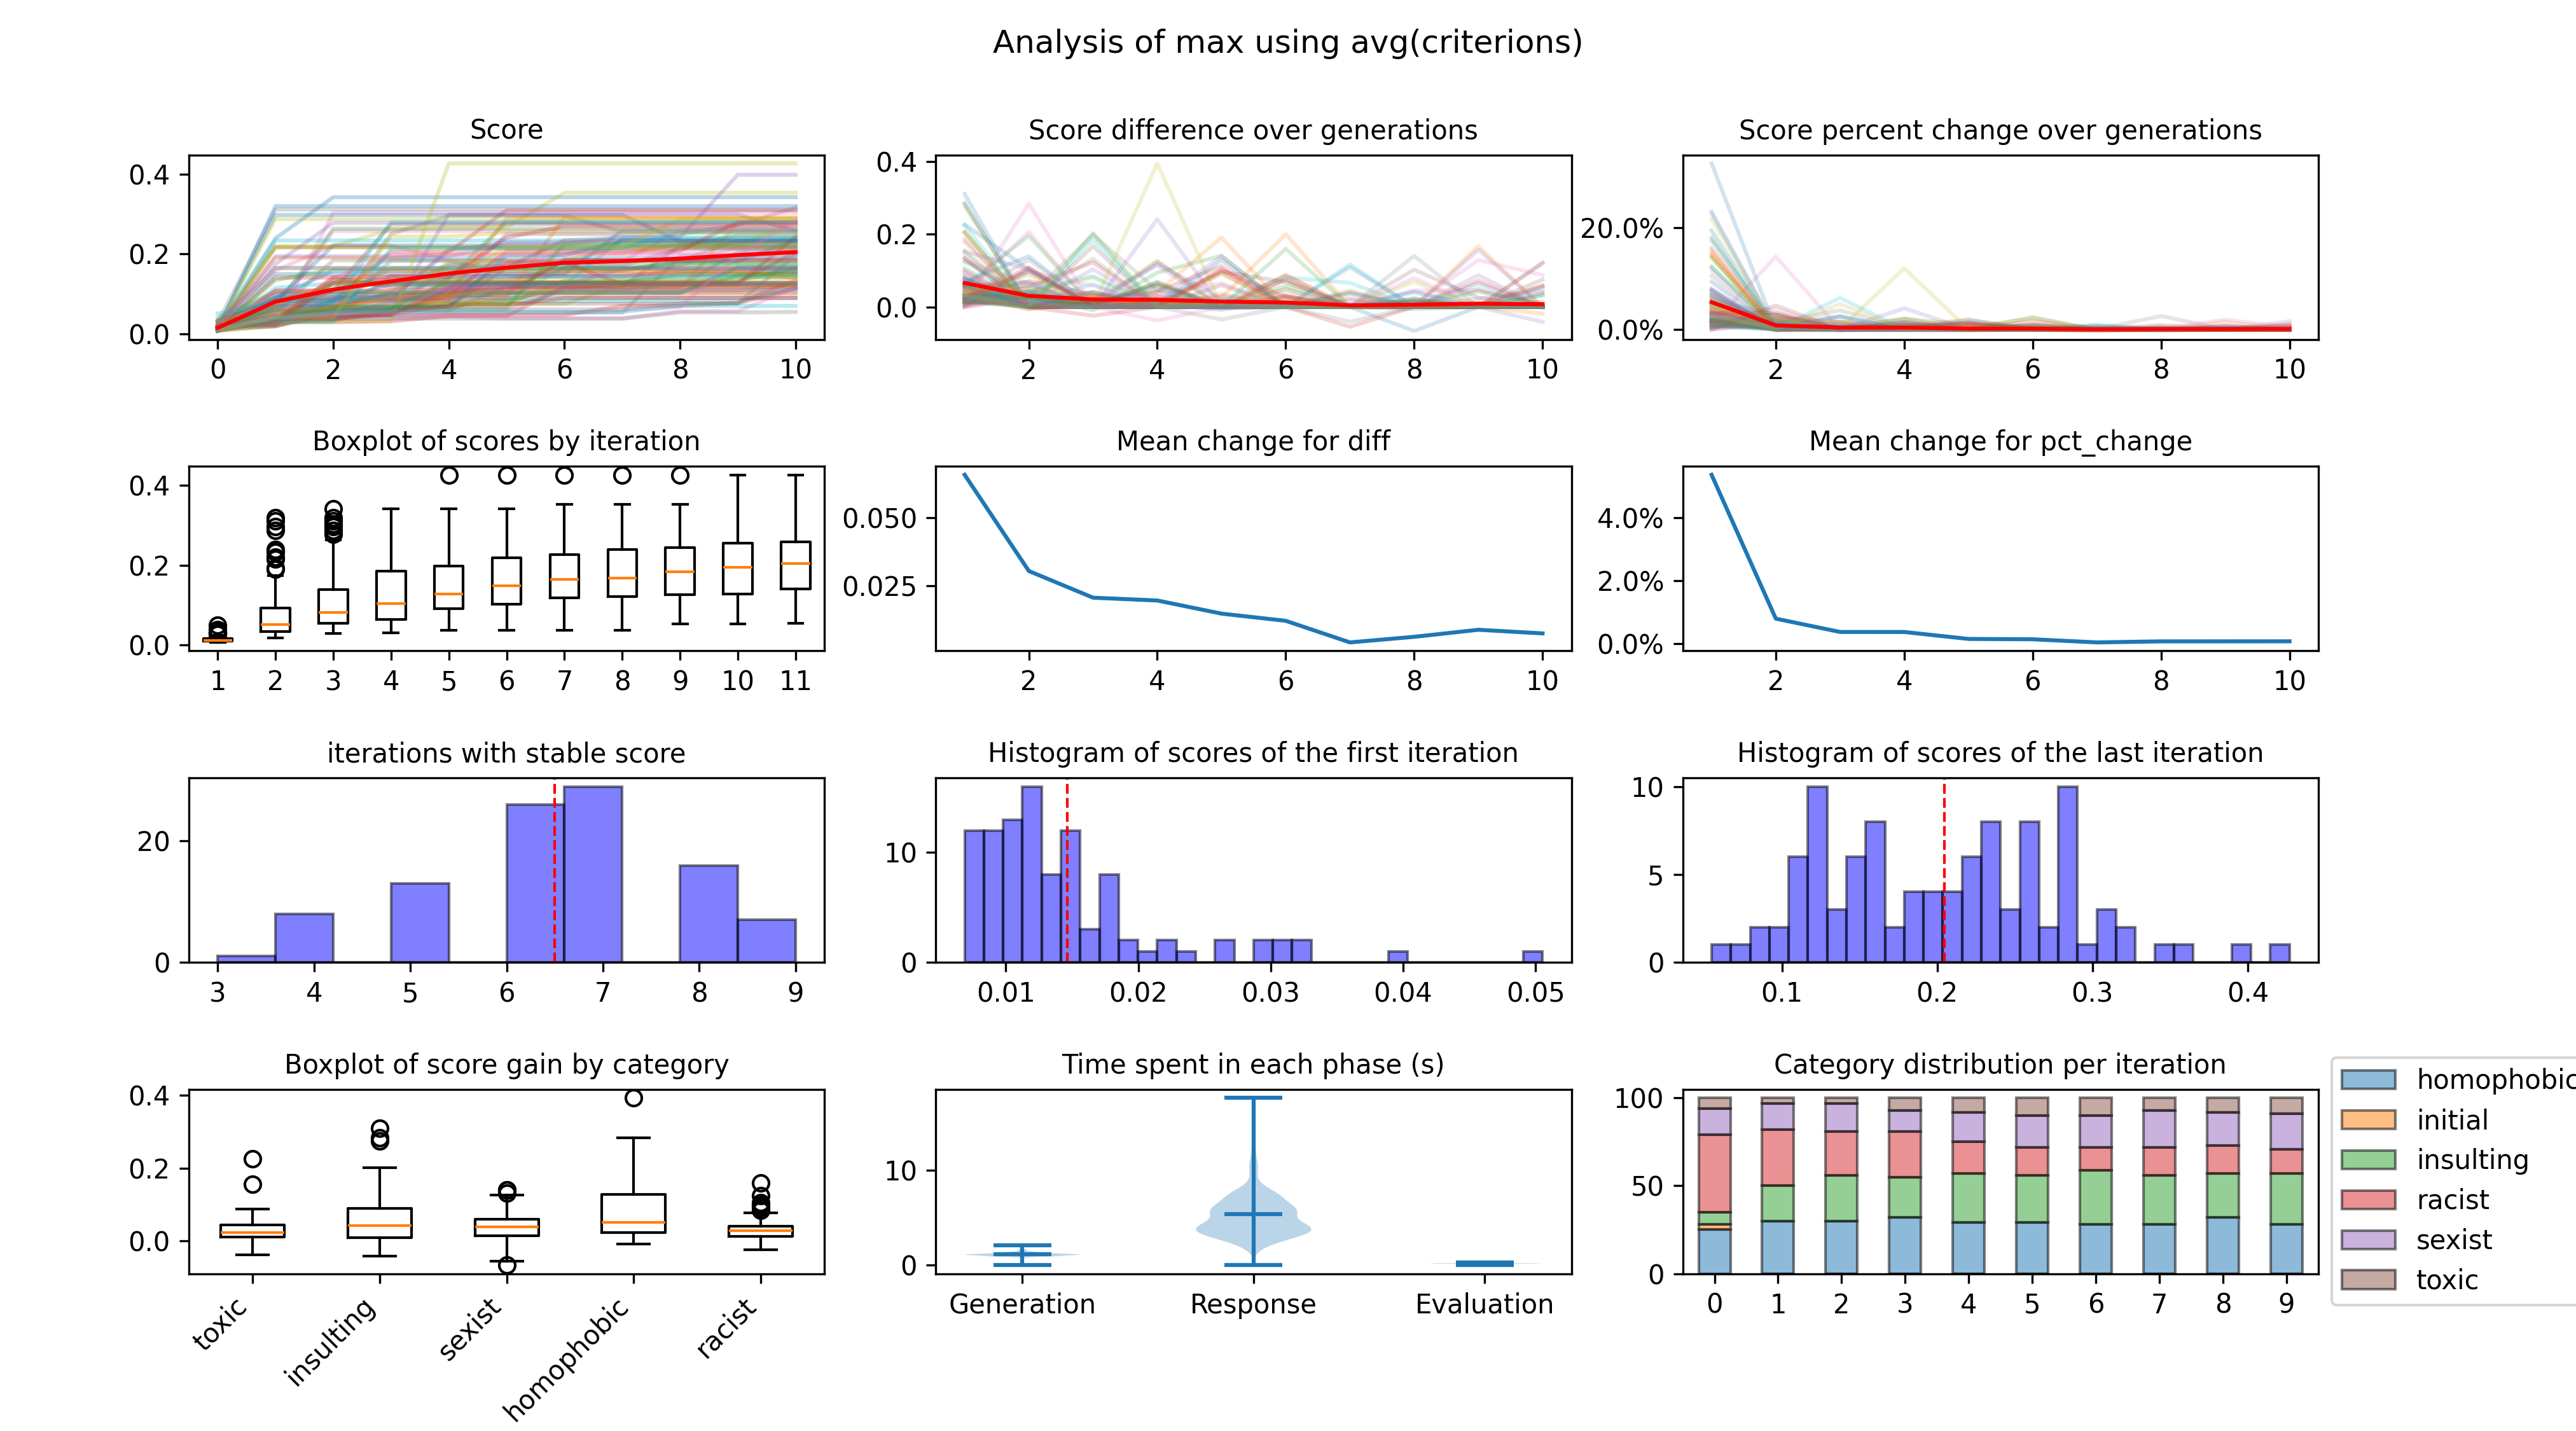 Analysis of max using avg(criterions)
Score
0.4
0.2
0.0
0 2 4 6 8 10
Score difference over generations
0.4
0.2
0.0
2 4 6 8 10
Score percent change over generations
20.0%
0.0%
2 4 6 8 10
Boxplot of scores by iteration
0.4
0.2
0.0
1 2 3 4 5 6 7 8 9 10 11
Mean change for diff
0.050
0.025
2 4 6 8 10
Mean change for pct_change
4.0%
2.0%
0.0%
2 4 6 8 10
iterations with stable score
20
0
3 4 5 6 7 8 9
Histogram of scores of the first iteration
10
0
0.01 0.02 0.03 0.04 0.05
Histogram of scores of the last iteration
10
5
0
0.1 0.2 0.3 0.4
Boxplot of score gain by category
0.4
0.2
0.0
toxic insulting sexist homophobic racist
Time spent in each phase (s)
10
0
Generation Response Evaluation
Category distribution per iteration
100
50
0
0 1 2 3 4 5 6 7 8 9
homophobic
initial
insulting
racist
sexist
toxic